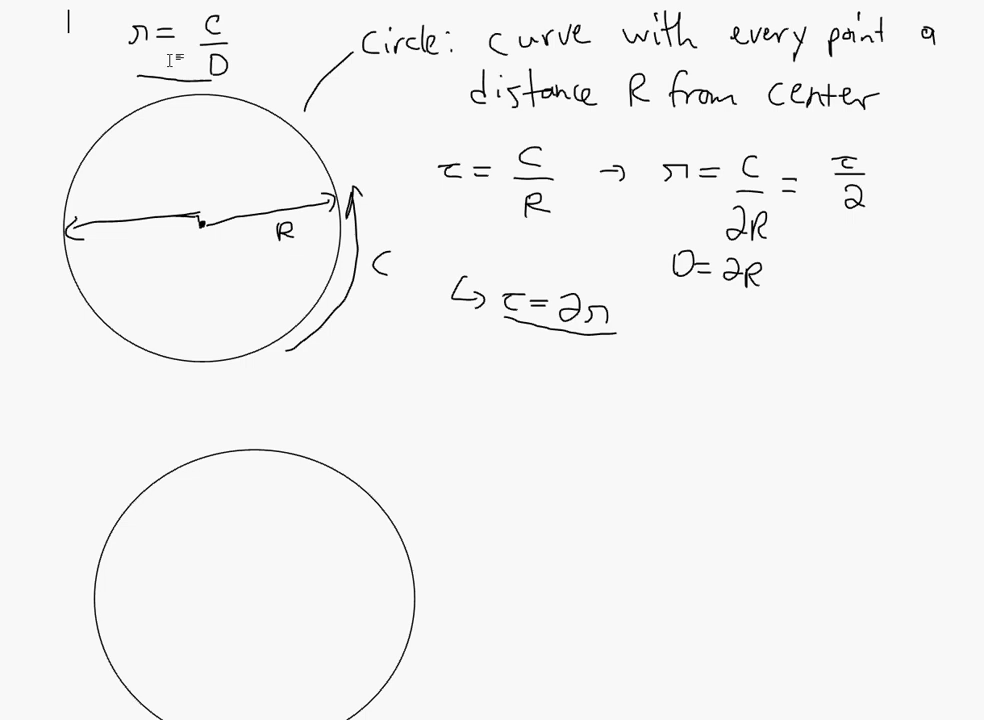 π = C/D
Circle: curve with every point a
distance R from center
τ = C/R → π = C/2R = τ/2
R
D = 2R
C
↳ τ = 2π